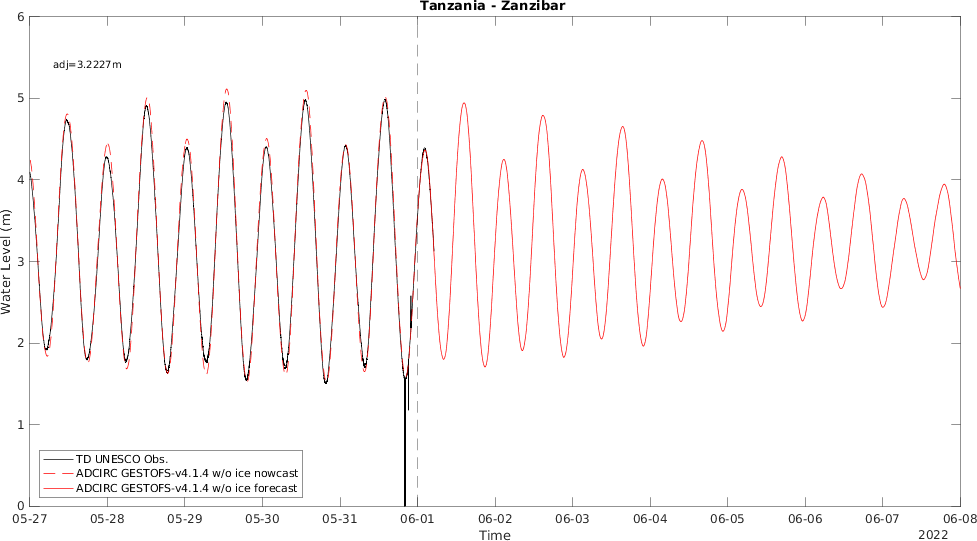 Tanzania - Zanzibar
6
adj=3.2227m
5
4
3
2
1
0
Water Level (m)
TD UNESCO Obs.
ADCIRC GESTOFS-v4.1.4 w/o ice nowcast
ADCIRC GESTOFS-v4.1.4 w/o ice forecast
05-27 05-28 05-29 05-30 05-31 06-01 06-02 06-03 06-04 06-05 06-06 06-07 06-08
Time
2022